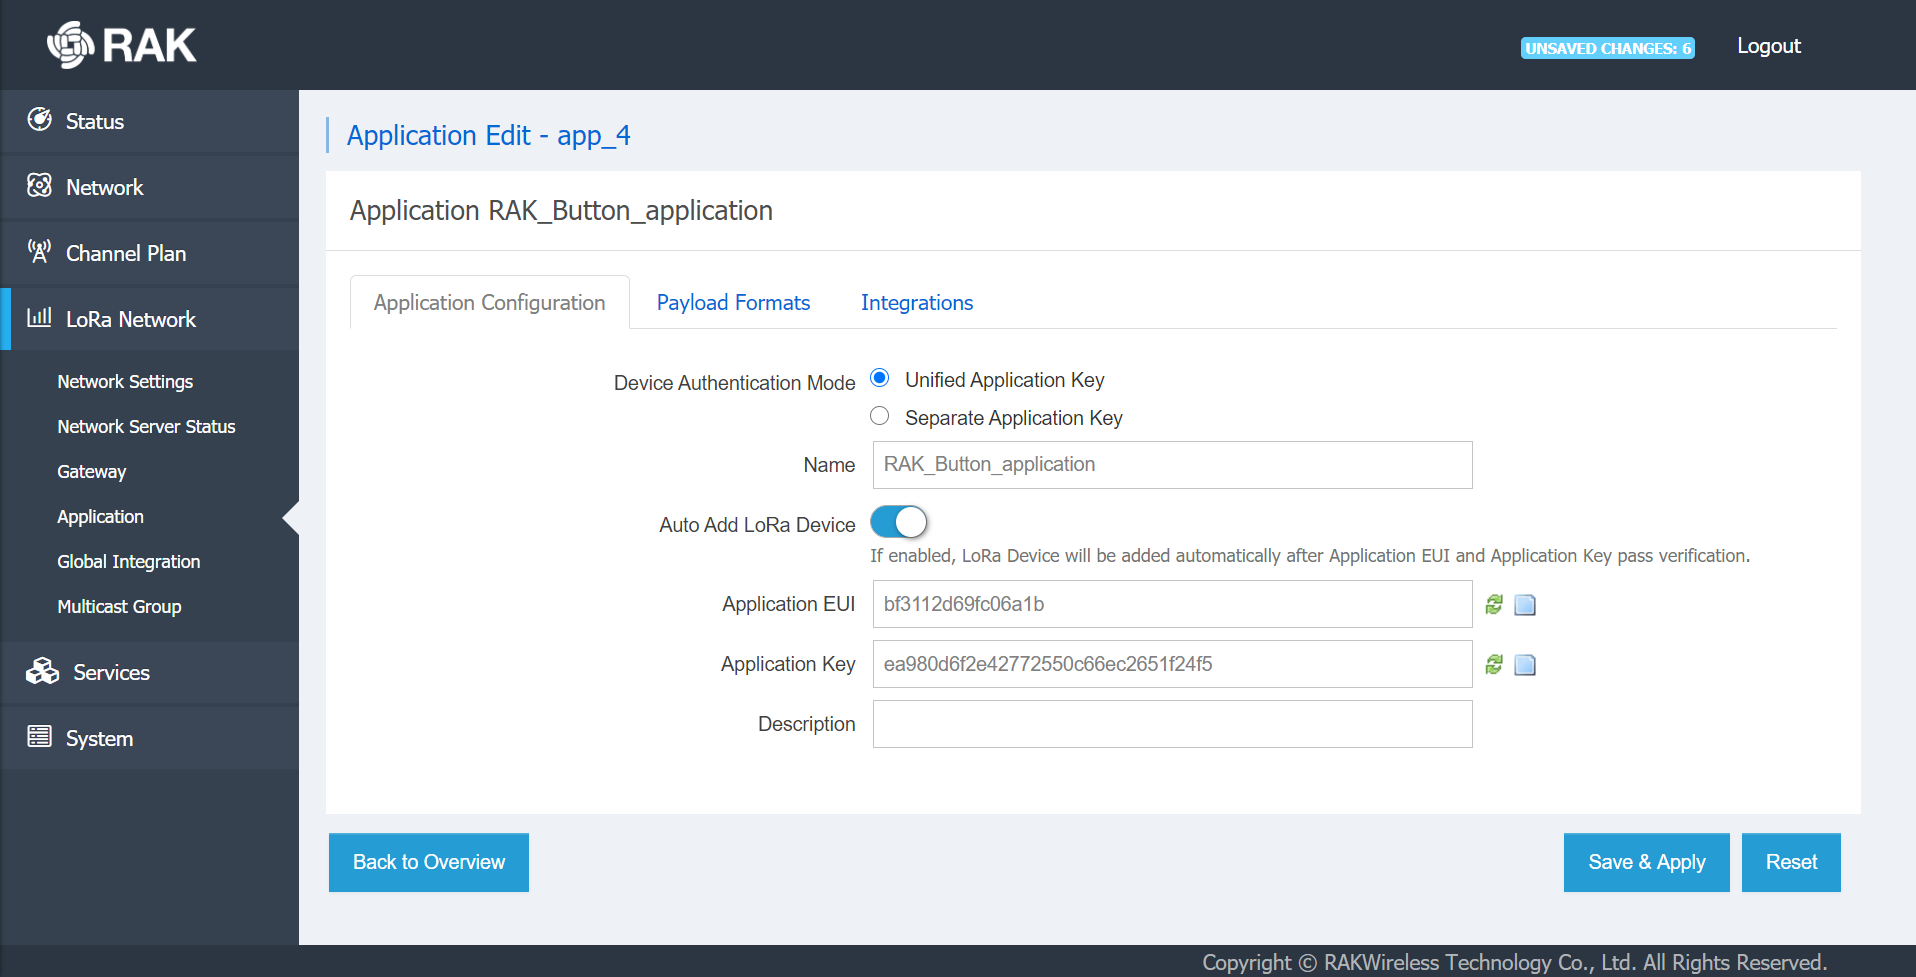 RAK
UNSAVED CHANGES: 6
Logout
Status
Network
Channel Plan
LoRa Network
Network Settings
Network Server Status
Gateway
Application
Global Integration
Multicast Group
Services
System
Application Edit - app_4
Application RAK_Button_application
Application Configuration
Payload Formats
Integrations
Device Authentication Mode
Unified Application Key
Separate Application Key
Name
RAK_Button_application
Auto Add LoRa Device
If enabled, LoRa Device will be added automatically after Application EUI and Application Key pass verification.
Application EUI
bf3112d69fc06a1b
Application Key
ea980d6f2e42772550c66ec2651f24f5
Description
Back to Overview
Save & Apply
Reset
Copyright © RAKWireless Technology Co., Ltd. All Rights Reserved.